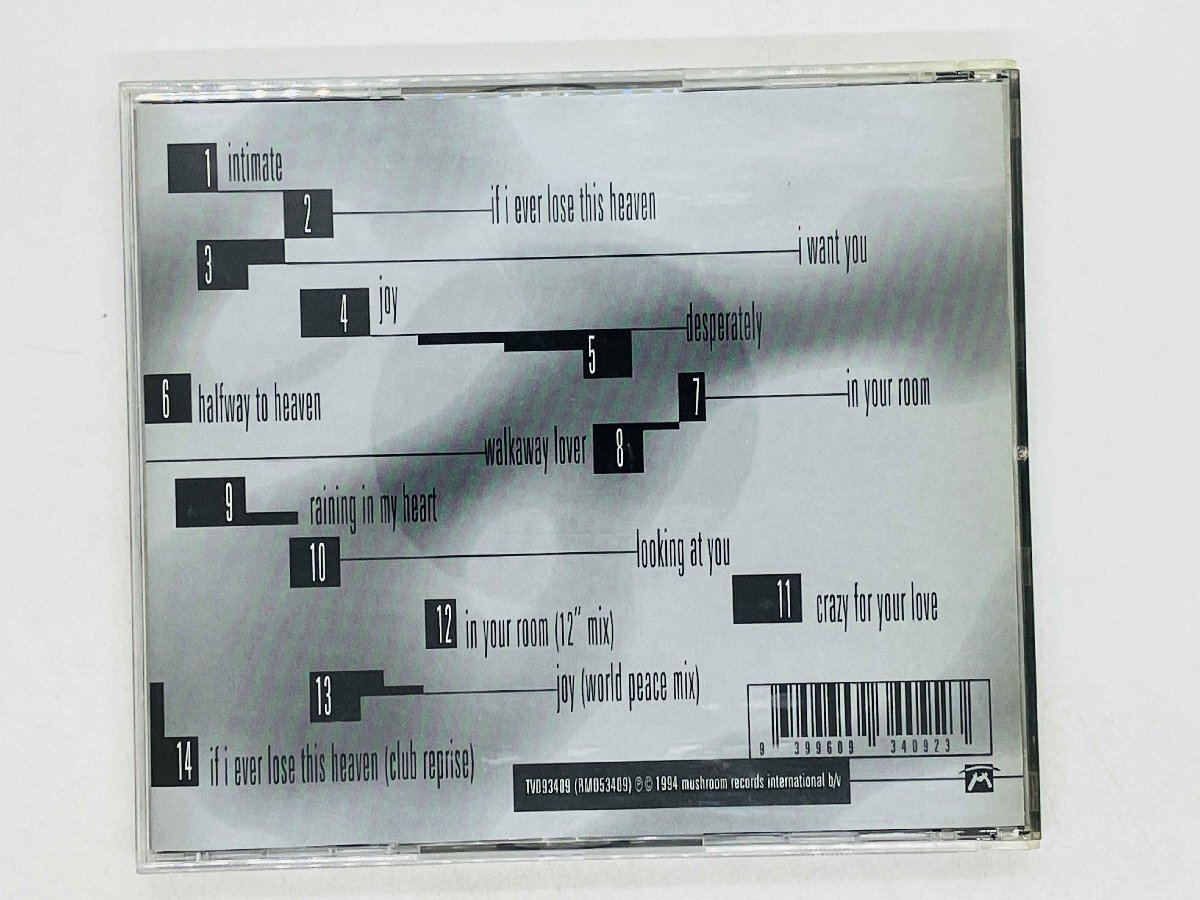 1 intimate
2 if i ever lose this heaven
3 i want you
4 joy
5 desperately
6 halfway to heaven
7 in your room
walkaway lover 8
9 raining in my heart
10 looking at you
11 crazy for your love
12 in your room (12" mix)
13 joy (world peace mix)
14 if i ever lose this heaven (club reprise)
9 399609 340923
TVD93409 (RMD53409) ℗ © 1994 mushroom records international b/v